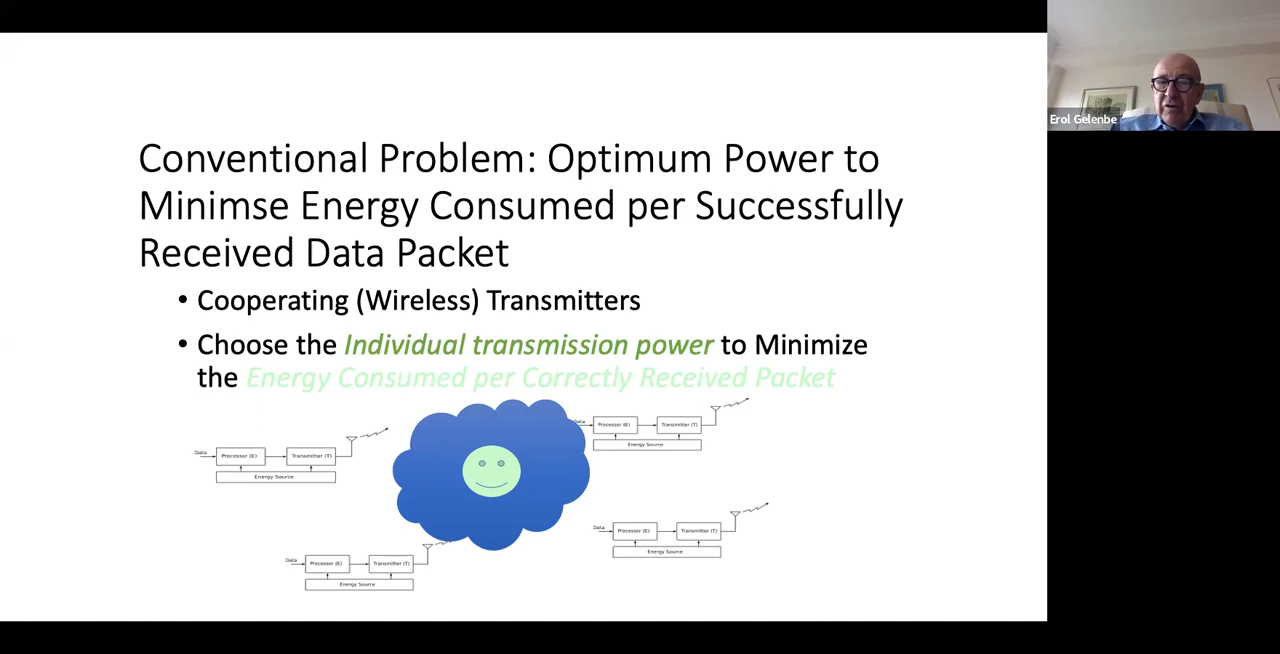 Erol Gelenbe
Conventional Problem: Optimum Power to
Minimse Energy Consumed per Successfully
Received Data Packet
• Cooperating (Wireless) Transmitters
• Choose the Individual transmission power to Minimize
the Energy Consumed per Correctly Received Packet
Data
Processor (E)
Transmitter (T)
Energy Source
Data
Processor (E)
Transmitter (T)
Energy Source
Data
Processor (E)
Transmitter (T)
Energy Source
Data
Processor (E)
Transmitter (T)
Energy Source